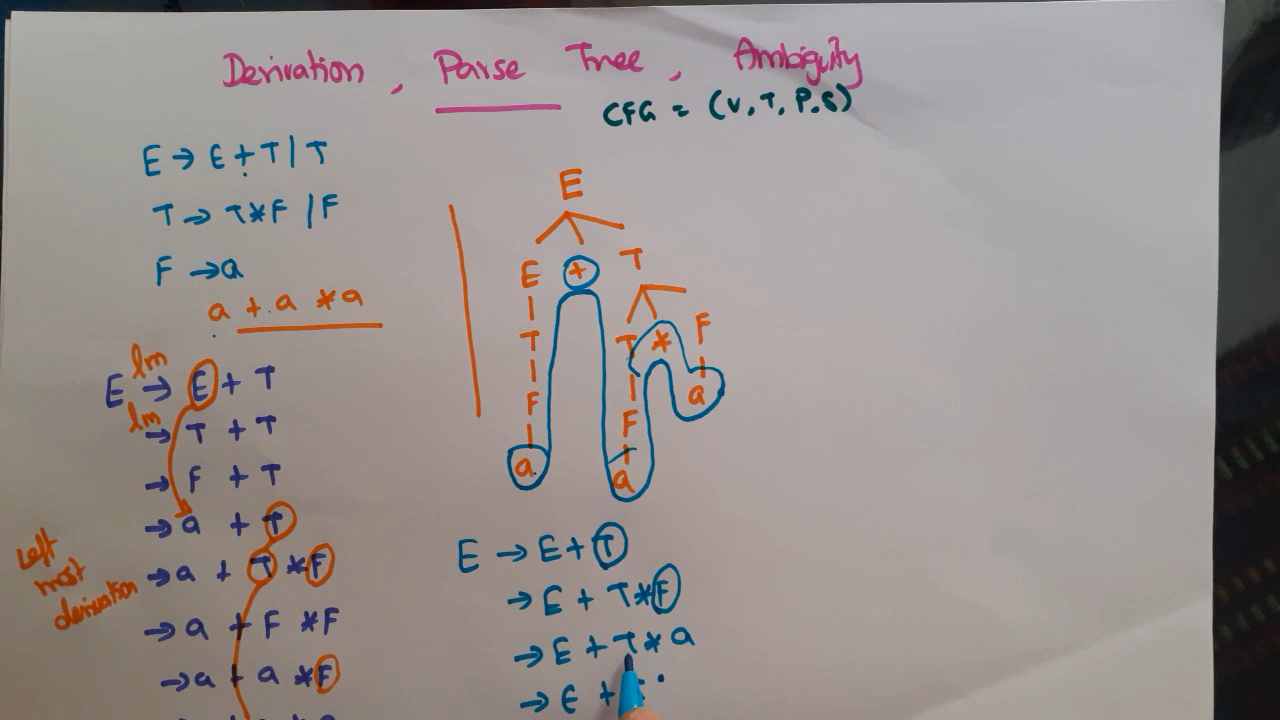 Derivation, Parse Tree, Ambiguity
CFG = (V, T, P, S)
E → E + T | T
T → T * F | F
F → a
a + a * a
E
E + T
T T * F
F F a
a a
lm
E → E + T
lm
→ T + T
→ F + T
→ a + T
→ a + T * F
→ a + F * F
→ a + a * F
Left most derivation
E → E + T
→ E + T * F
→ E + T * a
→ E +